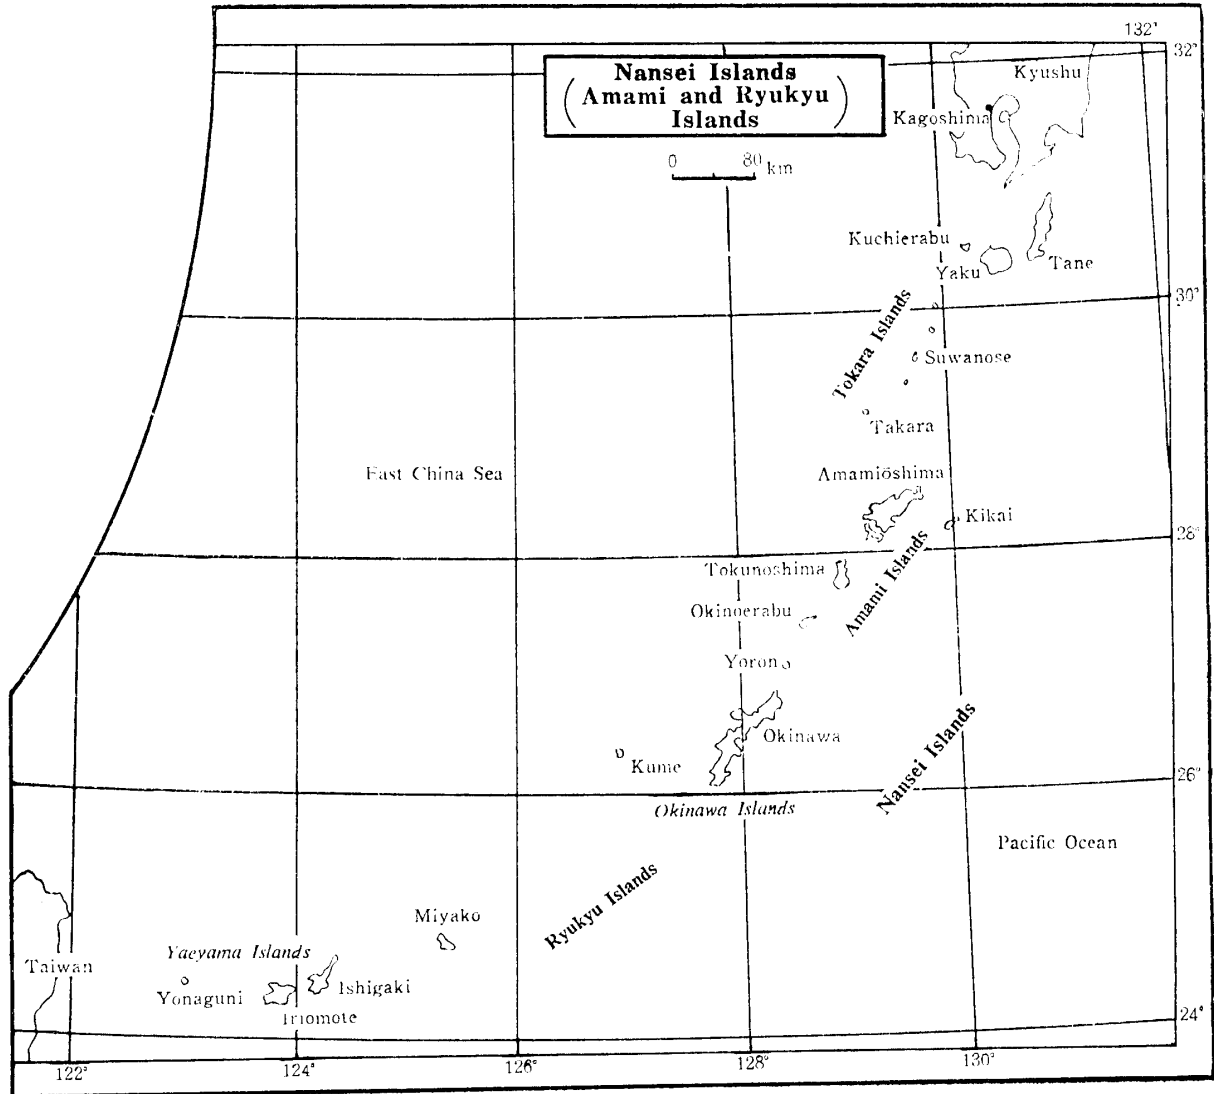 132°
32°
Nansei Islands
(Amami and Ryukyu)
Islands
Kyushu
Kagoshima
0 80 km
Kuchierabu
Yaku
Tane
30°
Tokara Islands
Suwanose
Takara
East China Sea
Amamiōshima
Kikai
28°
Tokunoshima
Amami Islands
Okinoerabu
Yoron
Okinawa
Nansei Islands
Kume
26°
Okinawa Islands
Pacific Ocean
Ryukyu Islands
Miyako
Yaeyama Islands
Taiwan
Yonaguni
Ishigaki
Iriomote
24°
122°
124°
126°
128°
130°